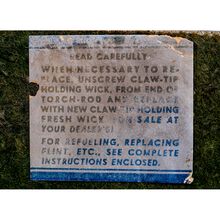 READ CAREFULLY
WHEN NECESSARY TO RE-
PLACE, UNSCREW CLAW-TIP
HOLDING WICK, FROM END OF
TORCH-ROD AND REPLACE
WITH NEW CLAW-TIP HOLDING
FRESH WICK ON SALE AT
YOUR DEALERS!
FOR REFUELING, REPLACING
FLINT, ETC., SEE COMPLETE
INSTRUCTIONS ENCLOSED.